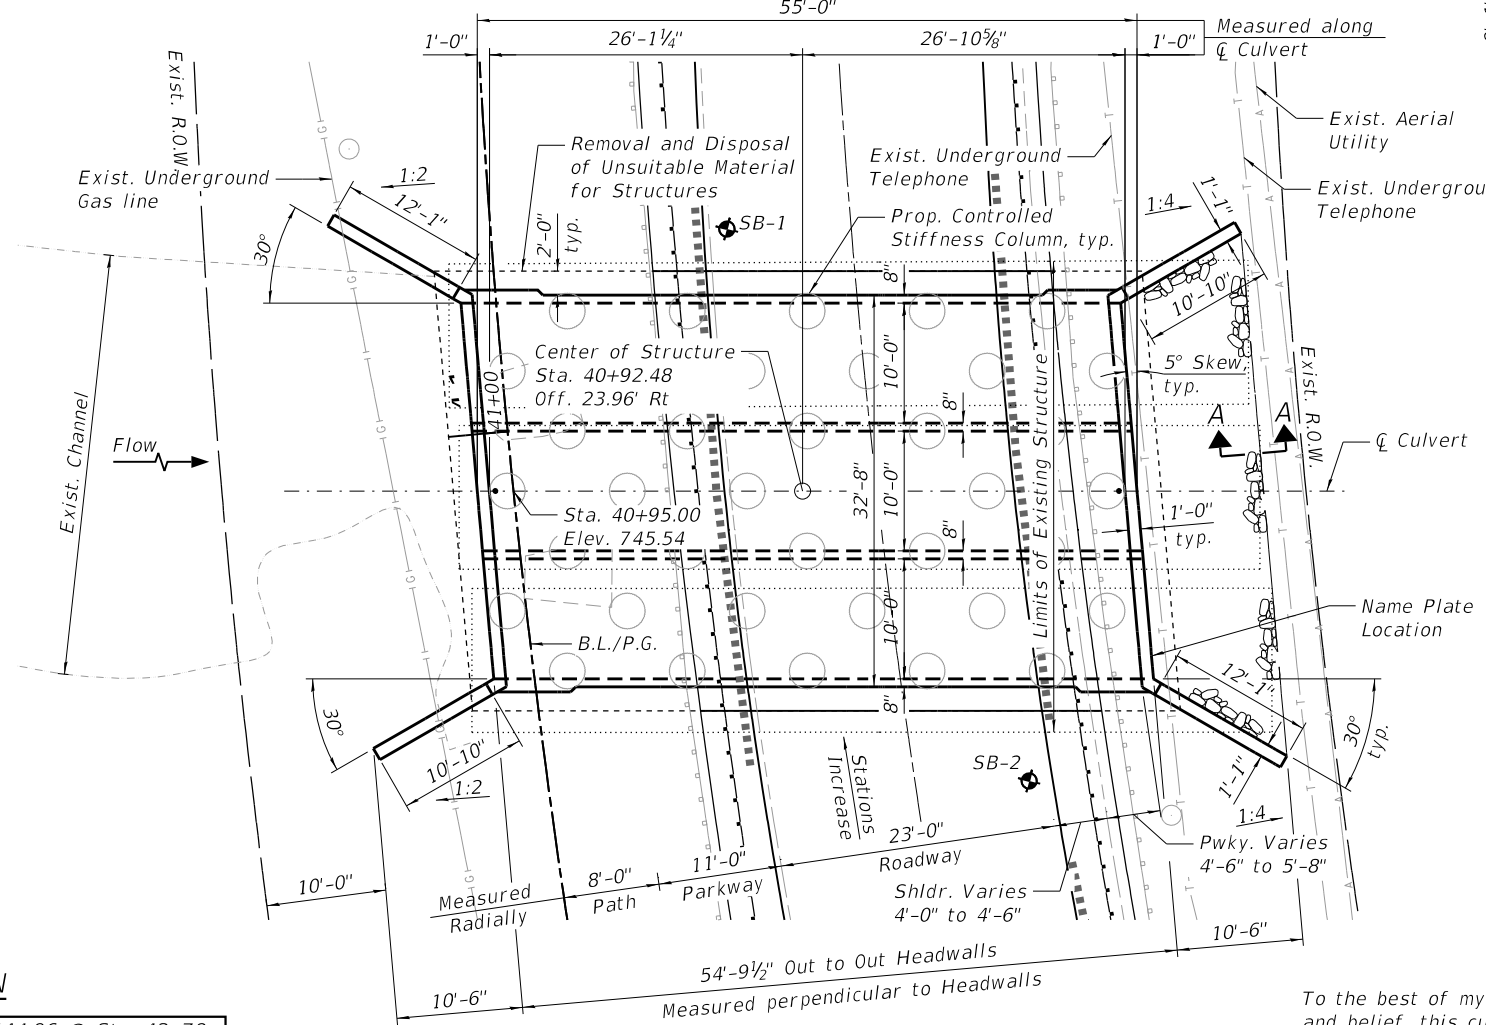 55'-0"
1'-0"
26'-1¼"
26'-10⅝"
1'-0"
Measured along
℄ Culvert
Exist. R.O.W.
Exist. Aerial
Utility
Removal and Disposal
of Unsuitable Material
for Structures
Exist. Underground
Telephone
Exist. Underground
Gas line
1:2
12'-1"
30°
2'-0"
typ.
SB-1
Prop. Controlled
Stiffness Column, typ.
1:4
1'-1"
Exist. Undergrou
Telephone
8"
10'-10"
Center of Structure
Sta. 40+92.48
Off. 23.96' Rt
41+00
10'-0"
5° Skew,
typ.
Exist. R.O.W.
8"
A
A
Exist. Channel
Flow
℄ Culvert
32'-8"
10'-0"
Limits of Existing Structure
Sta. 40+95.00
Elev. 745.54
8"
1'-0"
typ.
10'-0"
B.L./P.G.
Name Plate
Location
12'-1"
30°
10'-10"
1:2
8"
SB-2
Stations
Increase
1'-1"
30°
typ.
1:4
23'-0"
Roadway
Pwky. Varies
4'-6" to 5'-8"
11'-0"
Parkway
8'-0"
Path
10'-0"
Measured
Radially
Shldr. Varies
4'-0" to 4'-6"
10'-6"
54'-9½" Out to Out Headwalls
Measured perpendicular to Headwalls
10'-6"
To the best of my